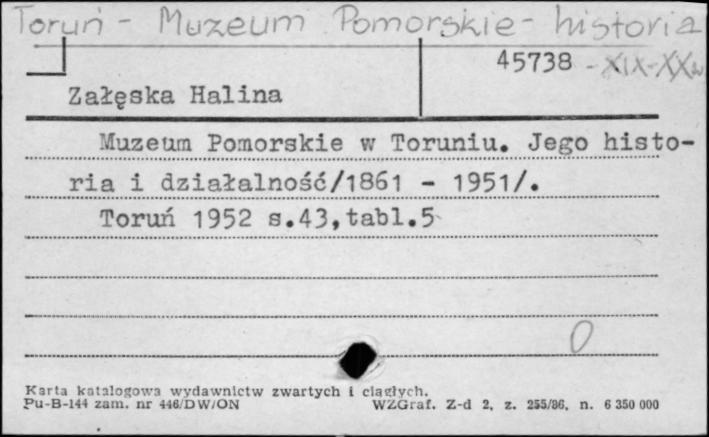 Toruń - Muzeum Pomorskie - historia
45738 - XIX-XXw
Załęska Halina
Muzeum Pomorskie w Toruniu. Jego histo-
ria i działalność/1861 - 1951/.
Toruń 1952 s.43,tabl.5
0
Karta katalogowa wydawnictw zwartych i ciągłych.
Pu-B-144 zam. nr 446/DW/ON WZGraf. Z-d 2, z. 255/86, n. 6 350 000